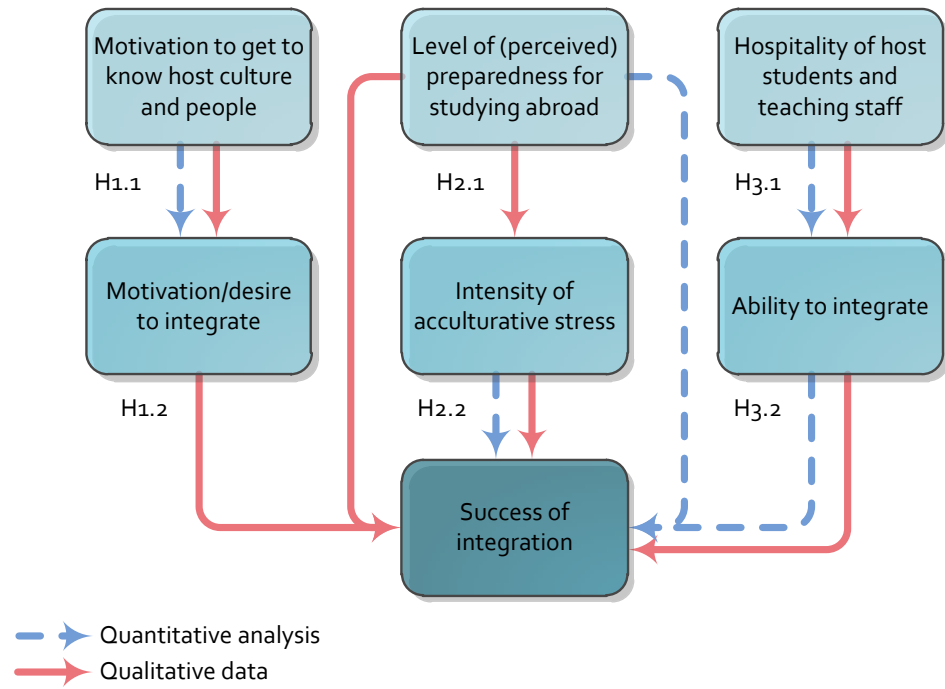 Motivation to get to
know host culture
and people
Level of (perceived)
preparedness for
studying abroad
Hospitality of host
students and
teaching staff
H1.1
H2.1
H3.1
Motivation/desire
to integrate
Intensity of
acculturative stress
Ability to integrate
H1.2
H2.2
H3.2
Success of
integration
Quantitative analysis
Qualitative data